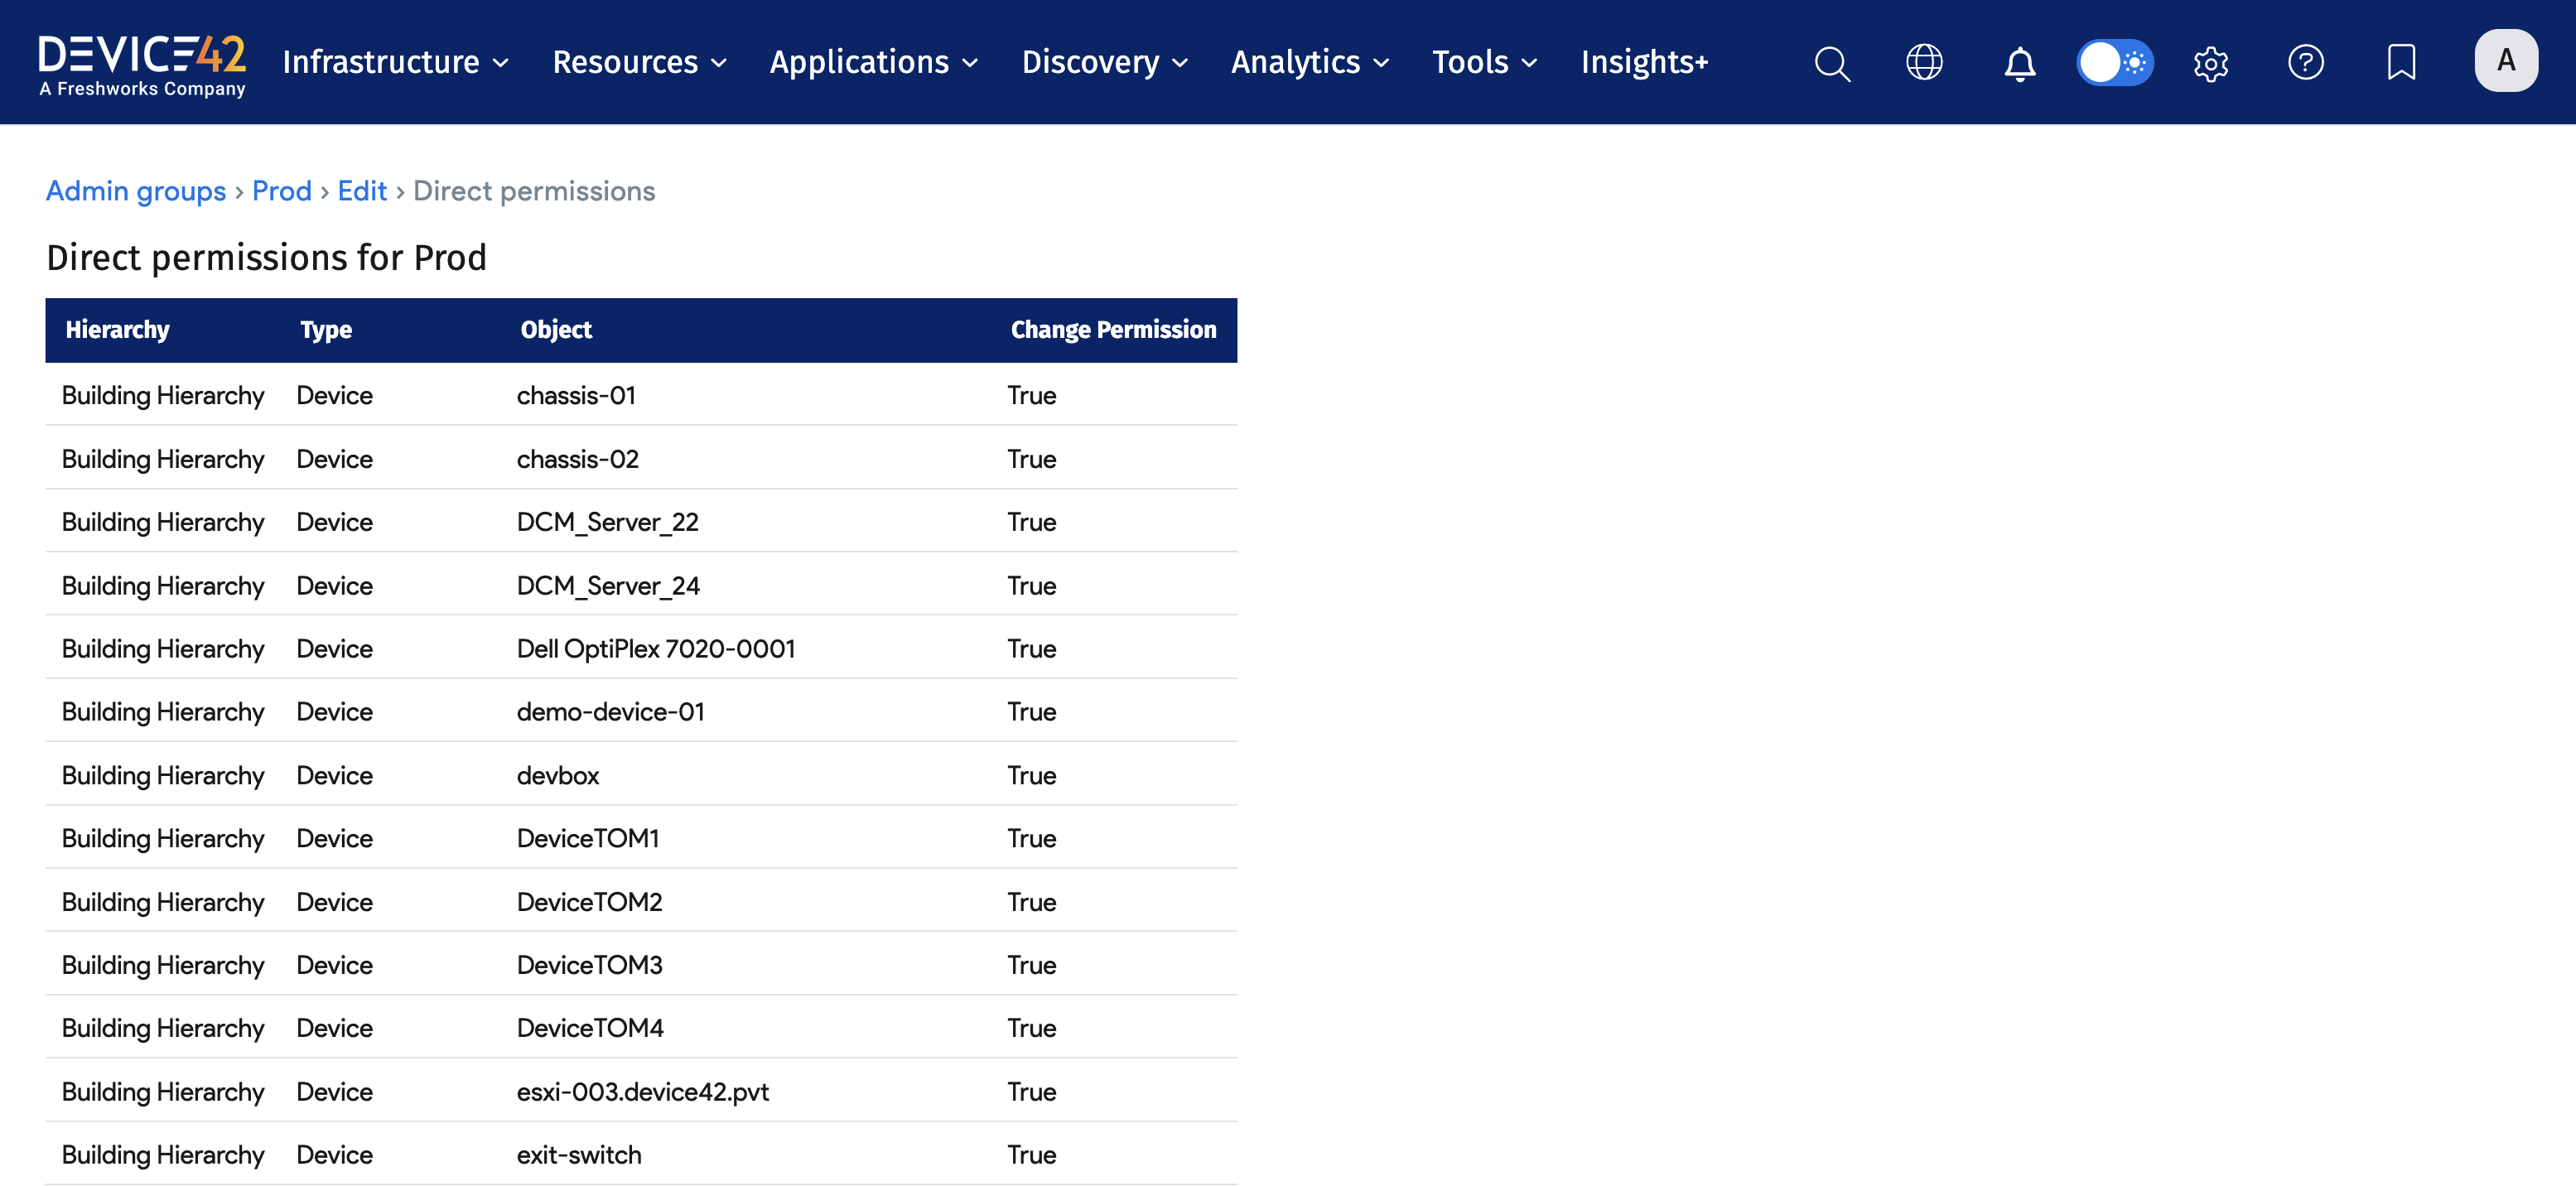 DEVICE42
A Freshworks Company
Infrastructure Resources Applications Discovery Analytics Tools Insights+
A
Admin groups › Prod › Edit › Direct permissions
Direct permissions for Prod
Hierarchy Type Object Change Permission
Building Hierarchy Device chassis-01 True
Building Hierarchy Device chassis-02 True
Building Hierarchy Device DCM_Server_22 True
Building Hierarchy Device DCM_Server_24 True
Building Hierarchy Device Dell OptiPlex 7020-0001 True
Building Hierarchy Device demo-device-01 True
Building Hierarchy Device devbox True
Building Hierarchy Device DeviceTOM1 True
Building Hierarchy Device DeviceTOM2 True
Building Hierarchy Device DeviceTOM3 True
Building Hierarchy Device DeviceTOM4 True
Building Hierarchy Device esxi-003.device42.pvt True
Building Hierarchy Device exit-switch True